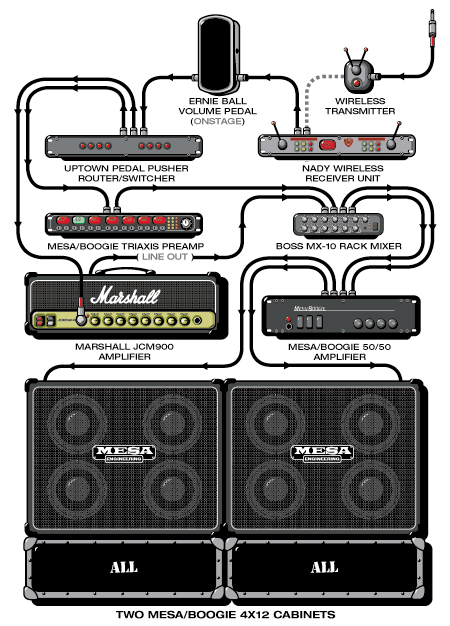 ERNIE BALL
VOLUME PEDAL
(ONSTAGE)
WIRELESS
TRANSMITTER
UPTOWN PEDAL PUSHER
ROUTER/SWITCHER
NADY WIRELESS
RECEIVER UNIT
MESA/BOOGIE TRIAXIS PREAMP
BOSS MX-10 RACK MIXER
( LINE OUT )
Marshall
MESA/BOOGIE
MARSHALL JCM900
AMPLIFIER
MESA/BOOGIE 50/50
AMPLIFIER
MESA
ENGINEERING
MESA
ENGINEERING
ALL
ALL
TWO MESA/BOOGIE 4X12 CABINETS